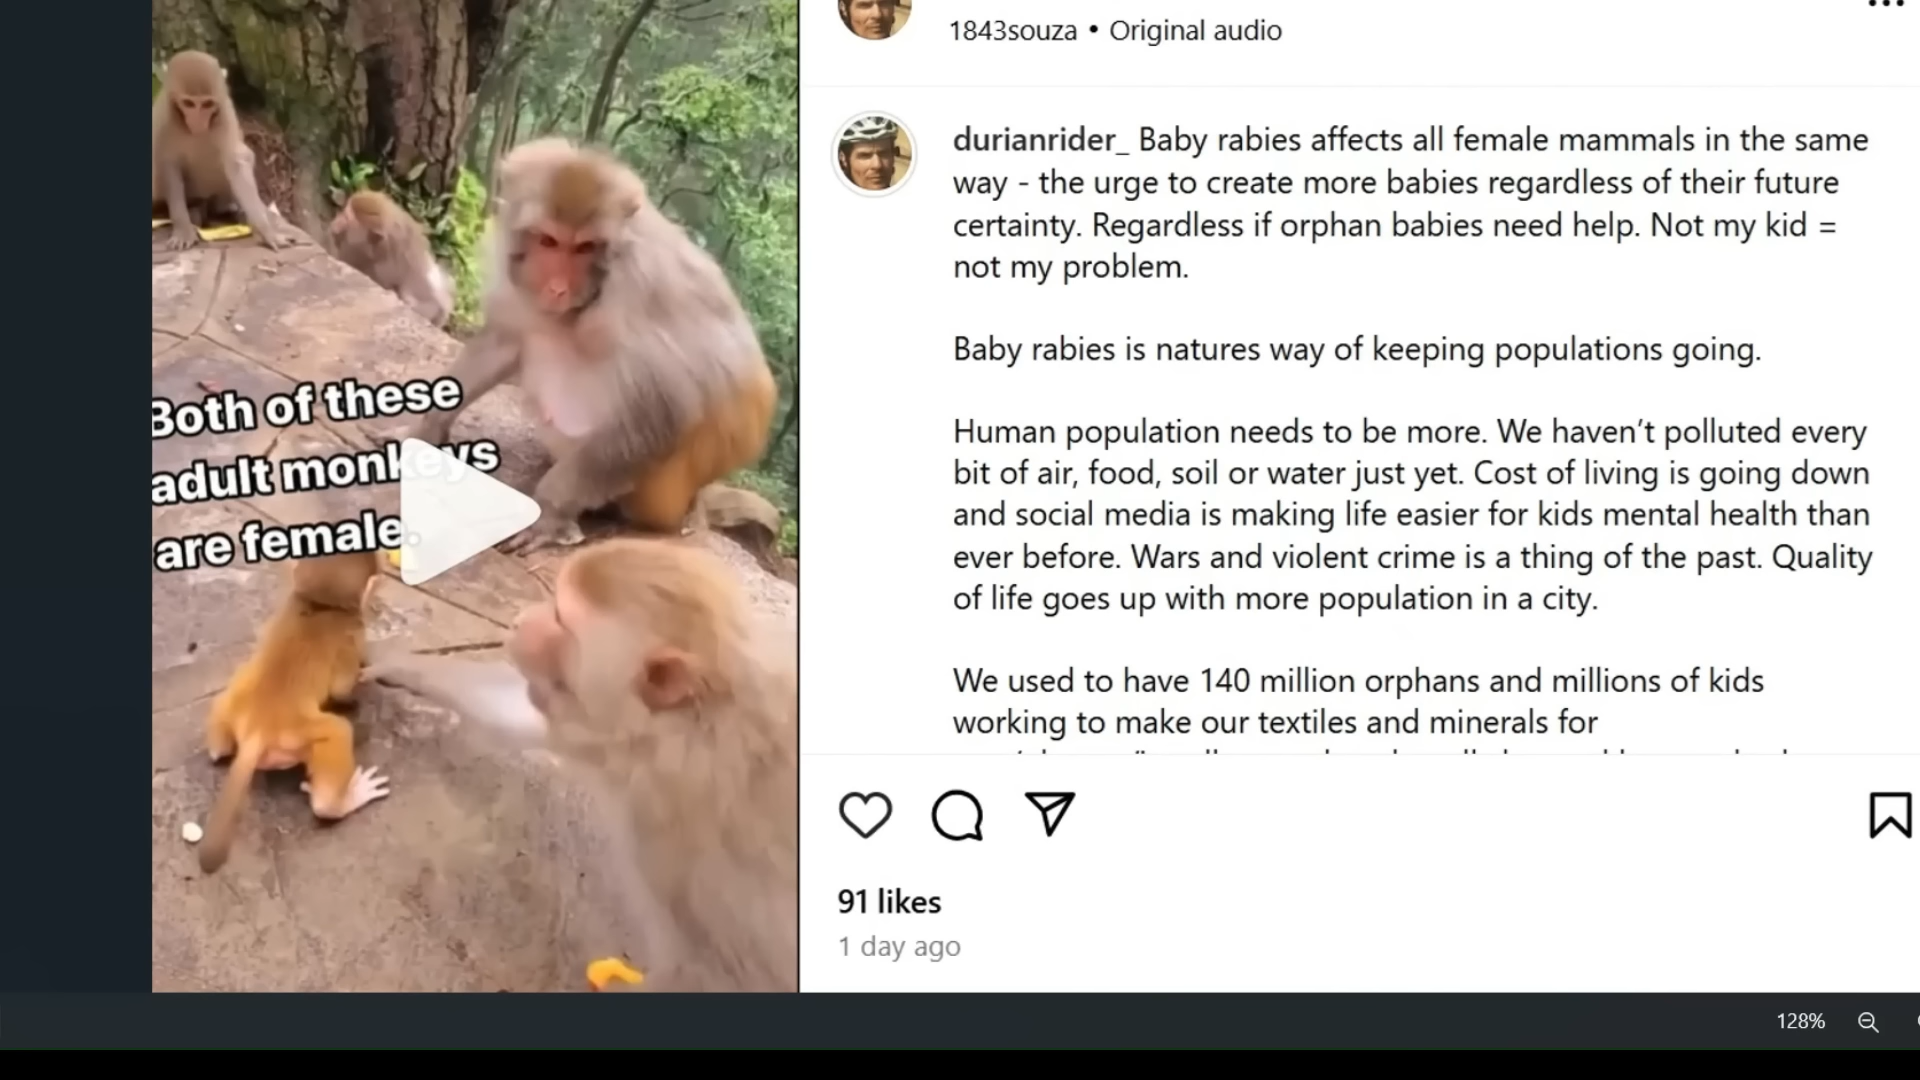 1843souza • Original audio
Both of these
adult monkeys
are female.
durianrider_ Baby rabies affects all female mammals in the same
way - the urge to create more babies regardless of their future
certainty. Regardless if orphan babies need help. Not my kid =
not my problem.
Baby rabies is natures way of keeping populations going.
Human population needs to be more. We haven’t polluted every
bit of air, food, soil or water just yet. Cost of living is going down
and social media is making life easier for kids mental health than
ever before. Wars and violent crime is a thing of the past. Quality
of life goes up with more population in a city.
We used to have 140 million orphans and millions of kids
working to make our textiles and minerals for
91 likes
1 day ago
128%